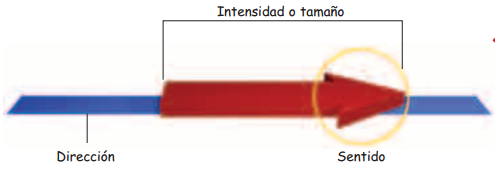 Intensidad o tamaño
Dirección
Sentido